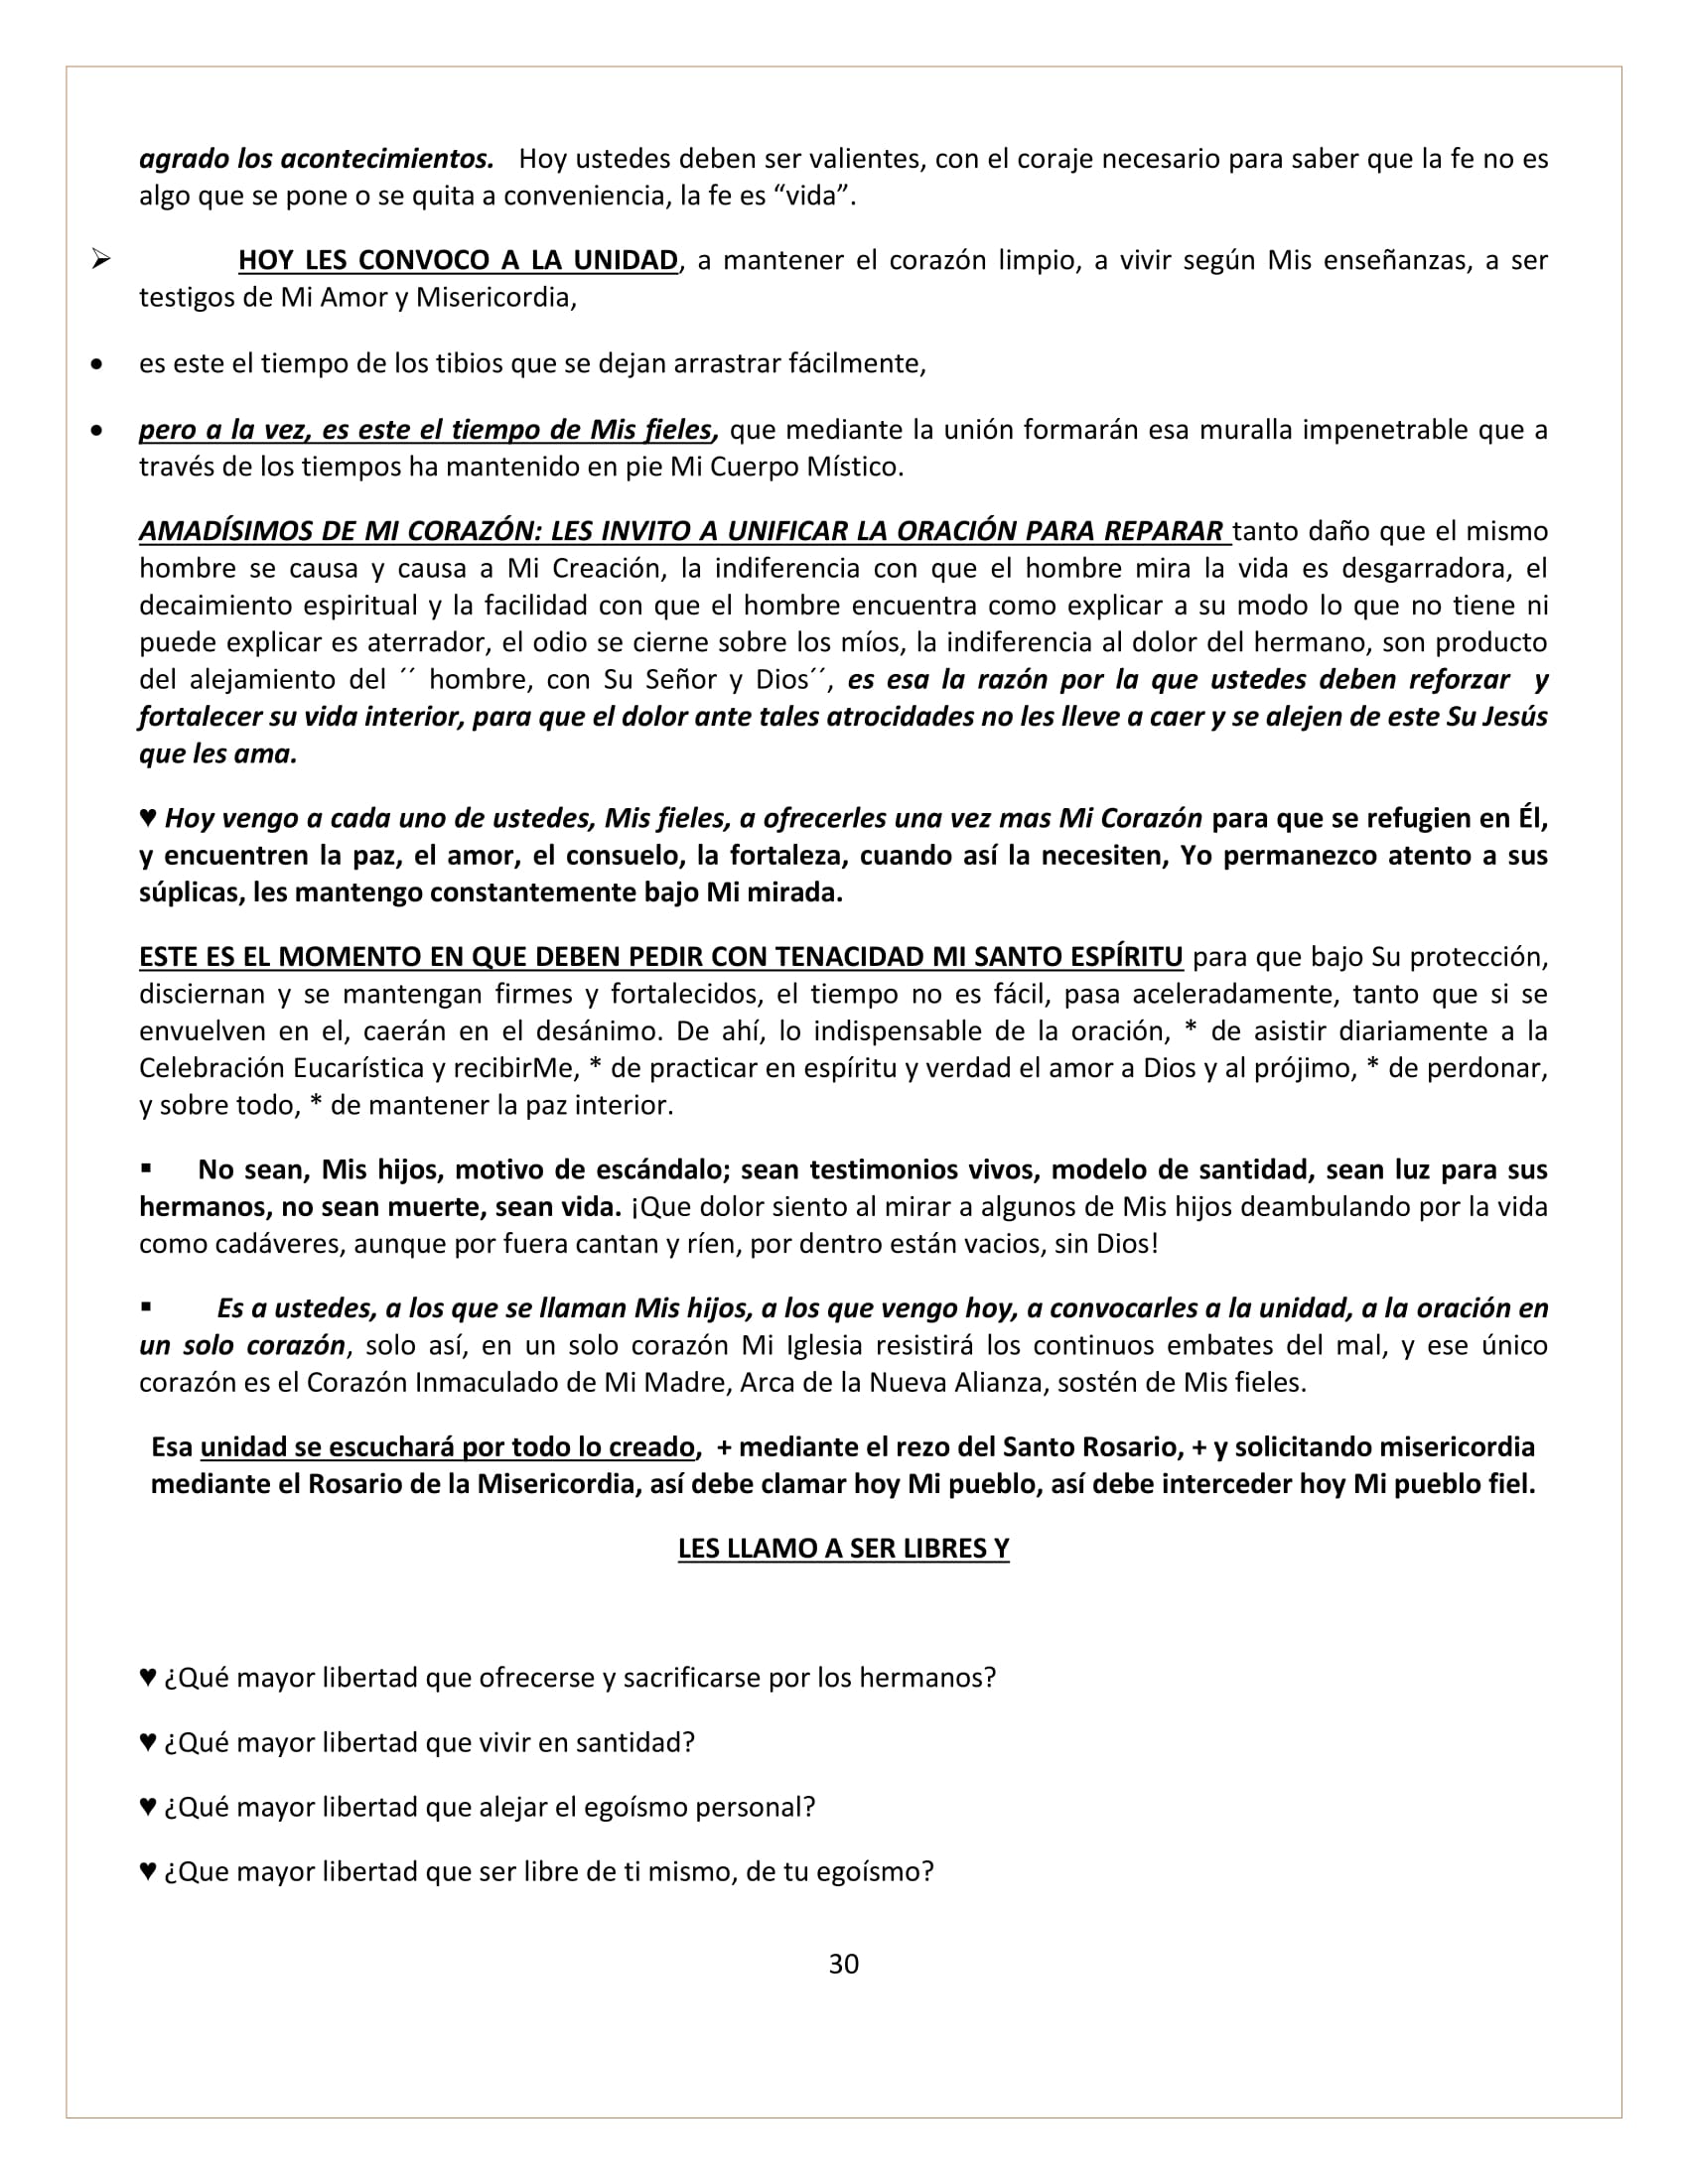 agrado los acontecimientos.   Hoy ustedes deben ser valientes, con el coraje necesario para saber que la fe no es
algo que se pone o se quita a conveniencia, la fe es “vida”.
➢ HOY LES CONVOCO A LA UNIDAD, a mantener el corazón limpio, a vivir según Mis enseñanzas, a ser
testigos de Mi Amor y Misericordia,
• es este el tiempo de los tibios que se dejan arrastrar fácilmente,
• pero a la vez, es este el tiempo de Mis fieles, que mediante la unión formarán esa muralla impenetrable que a
través de los tiempos ha mantenido en pie Mi Cuerpo Místico.
AMADÍSIMOS DE MI CORAZÓN: LES INVITO A UNIFICAR LA ORACIÓN PARA REPARAR tanto daño que el mismo
hombre se causa y causa a Mi Creación, la indiferencia con que el hombre mira la vida es desgarradora, el
decaimiento espiritual y la facilidad con que el hombre encuentra como explicar a su modo lo que no tiene ni
puede explicar es aterrador, el odio se cierne sobre los míos, la indiferencia al dolor del hermano, son producto
del alejamiento del ´´ hombre, con Su Señor y Dios´´, es esa la razón por la que ustedes deben reforzar  y
fortalecer su vida interior, para que el dolor ante tales atrocidades no les lleve a caer y se alejen de este Su Jesús
que les ama.
♥ Hoy vengo a cada uno de ustedes, Mis fieles, a ofrecerles una vez mas Mi Corazón para que se refugien en Él,
y encuentren la paz, el amor, el consuelo, la fortaleza, cuando así la necesiten, Yo permanezco atento a sus
súplicas, les mantengo constantemente bajo Mi mirada.
ESTE ES EL MOMENTO EN QUE DEBEN PEDIR CON TENACIDAD MI SANTO ESPÍRITU para que bajo Su protección,
disciernan y se mantengan firmes y fortalecidos, el tiempo no es fácil, pasa aceleradamente, tanto que si se
envuelven en el, caerán en el desánimo. De ahí, lo indispensable de la oración, * de asistir diariamente a la
Celebración Eucarística y recibirMe, * de practicar en espíritu y verdad el amor a Dios y al prójimo, * de perdonar,
y sobre todo, * de mantener la paz interior.
▪ No sean, Mis hijos, motivo de escándalo; sean testimonios vivos, modelo de santidad, sean luz para sus
hermanos, no sean muerte, sean vida. ¡Que dolor siento al mirar a algunos de Mis hijos deambulando por la vida
como cadáveres, aunque por fuera cantan y ríen, por dentro están vacios, sin Dios!
▪ Es a ustedes, a los que se llaman Mis hijos, a los que vengo hoy, a convocarles a la unidad, a la oración en
un solo corazón, solo así, en un solo corazón Mi Iglesia resistirá los continuos embates del mal, y ese único
corazón es el Corazón Inmaculado de Mi Madre, Arca de la Nueva Alianza, sostén de Mis fieles.
Esa unidad se escuchará por todo lo creado,  + mediante el rezo del Santo Rosario, + y solicitando misericordia
mediante el Rosario de la Misericordia, así debe clamar hoy Mi pueblo, así debe interceder hoy Mi pueblo fiel.
LES LLAMO A SER LIBRES Y
♥ ¿Qué mayor libertad que ofrecerse y sacrificarse por los hermanos?
♥ ¿Qué mayor libertad que vivir en santidad?
♥ ¿Qué mayor libertad que alejar el egoísmo personal?
♥ ¿Que mayor libertad que ser libre de ti mismo, de tu egoísmo?
30